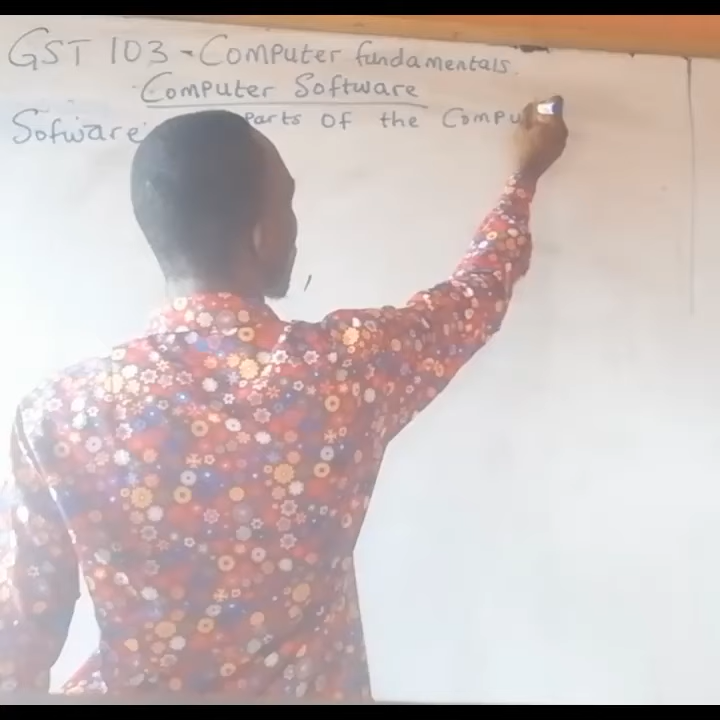 GST 103 - Computer fundamentals.
Computer Software
Sofware parts of the Compu